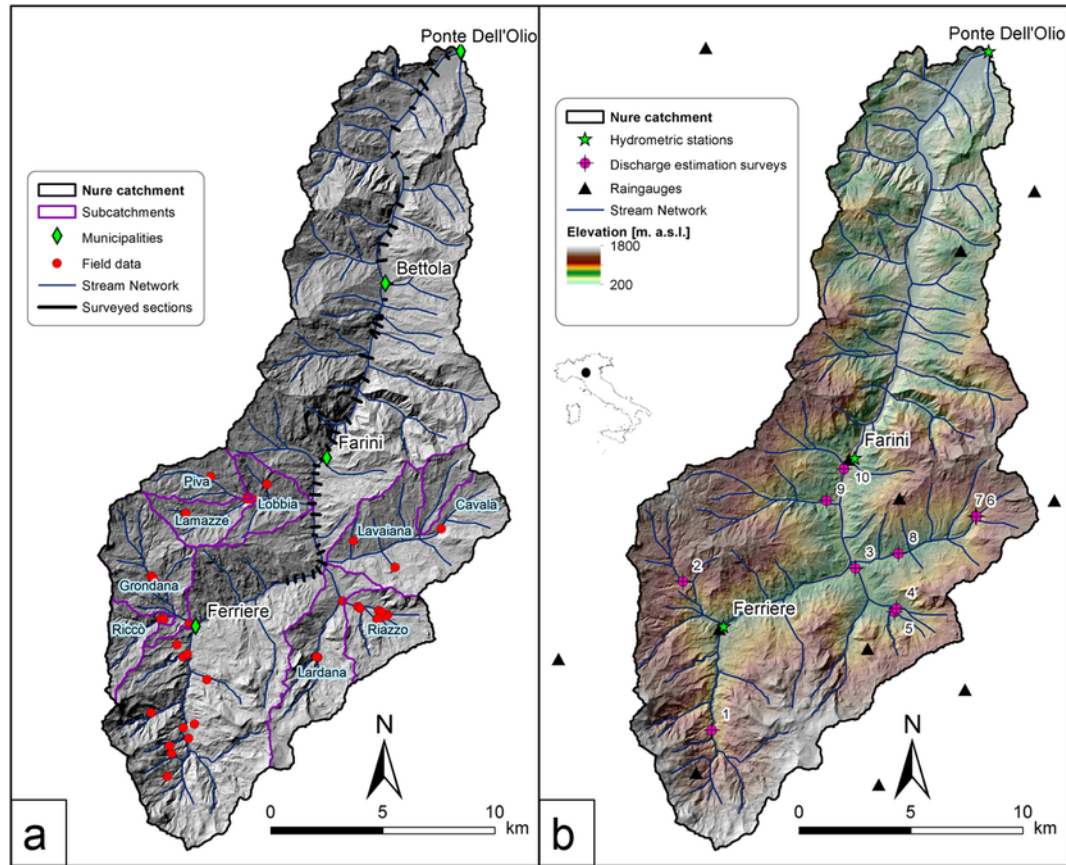 Ponte Dell'Olio
Nure catchment
Subcatchments
Municipalities
Field data
Stream Network
Surveyed sections
Bettola
Farini
Piva
Lobbia
Cavala
Lamazze
Lavaiana
Grondana
Ferriere
Riccò
Riazzo
Lardana
N
0 5 10
km
a
Ponte Dell'Olio
Nure catchment
Hydrometric stations
Discharge estimation surveys
Raingauges
Stream Network
Elevation [m. a.s.l.]
1800
200
Farini
10
9
7 6
8
3
2
4
5
Ferriere
1
N
0 5 10
km
b